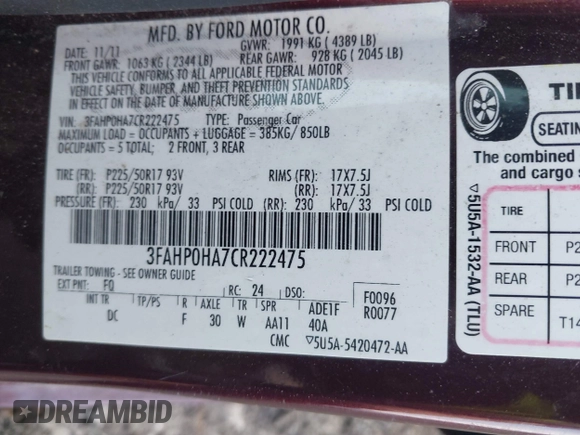 MFD. BY FORD MOTOR CO.
DATE: 11/11 GVWR: 1991 KG ( 4389 LB)
FRONT GAWR: 1063 KG ( 2344 LB) REAR GAWR: 928 KG ( 2045 LB)
THIS VEHICLE CONFORMS TO ALL APPLICABLE FEDERAL MOTOR
VEHICLE SAFETY, BUMPER, AND THEFT PREVENTION STANDARDS
IN EFFECT ON THE DATE OF MANUFACTURE SHOWN ABOVE.
VIN: 3FAHP0HA7CR222475 TYPE: Passenger Car
MAXIMUM LOAD = OCCUPANTS + LUGGAGE = 385KG/ 850LB
OCCUPANTS = 5 TOTAL; 2 FRONT, 3 REAR
TIRE (FR): P225/50R17 93V RIMS (FR): 17X7.5J
(RR): P225/50R17 93V (RR): 17X7.5J
PRESSURE (FR): 230 kPa/ 33 PSI COLD (RR): 230 kPa/ 33 PSI COLD
3FAHP0HA7CR222475
TRAILER TOWING - SEE OWNER GUIDE
EXT PNT: FQ RC: 24 DSO: F0096
INT TR TP/PS R AXLE TR SPR ADE1F R0077
DC F 30 W AA11 40A
CMC ▽5U5A-5420472-AA
▽5U5A-1532-AA (TLU)
TI
SEATIN
The combined
and cargo s
TIRE
FRONT P2
REAR P2
SPARE T14
AUTODREAMBID